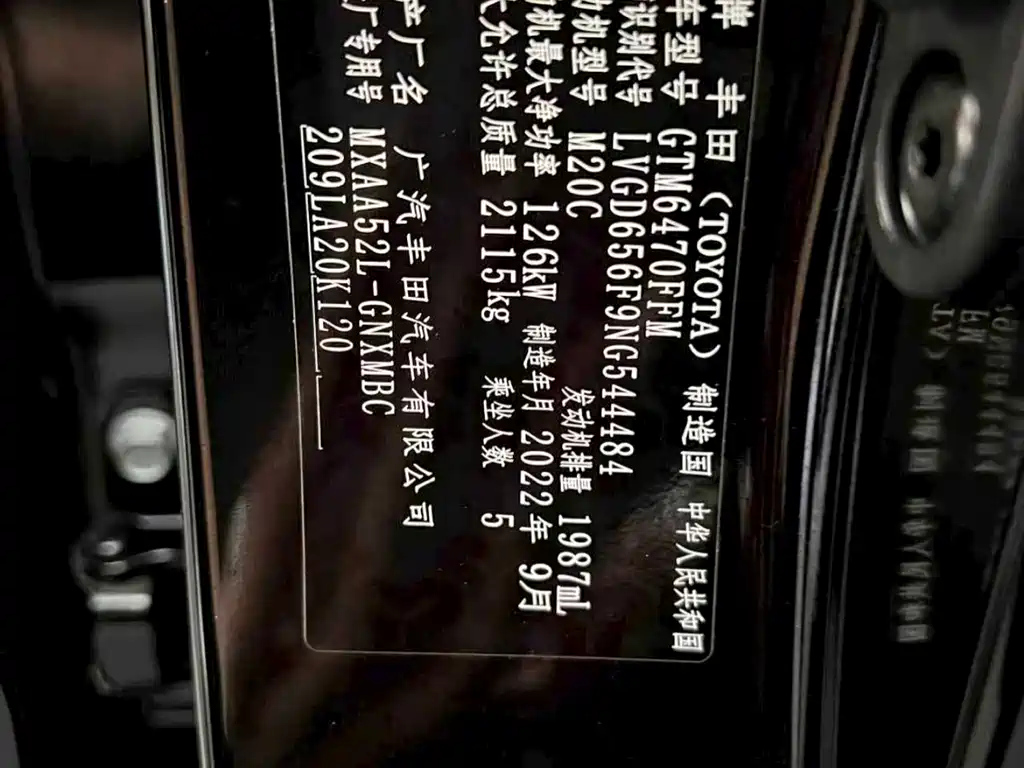 牌 丰田 (TOYOTA) 制造国 中华人民共和国
车型号 GTM6470FFM
识别代号 LVGD656F9NG544484
动机型号 M20C 发动机排量 1987mL
机最大净功率 126kW 制造年月 2022年 9月
大允许总质量 2115kg 乘坐人数 5
产厂名 广汽丰田汽车有限公司
厂专用号 MXAA52L-GNXMBC
209LA20K120